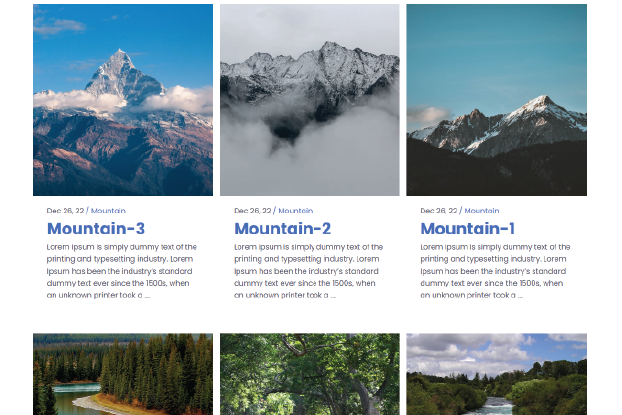 Dec 26, 22 / Mountain
Mountain-3
Lorem Ipsum is simply dummy text of the
printing and typesetting industry. Lorem
Ipsum has been the industry's standard
dummy text ever since the 1500s, when
an unknown printer took a ...
Dec 26, 22 / Mountain
Mountain-2
Lorem Ipsum is simply dummy text of the
printing and typesetting industry. Lorem
Ipsum has been the industry's standard
dummy text ever since the 1500s, when
an unknown printer took a ...
Dec 26, 22 / Mountain
Mountain-1
Lorem Ipsum is simply dummy text of the
printing and typesetting industry. Lorem
Ipsum has been the industry's standard
dummy text ever since the 1500s, when
an unknown printer took a ...